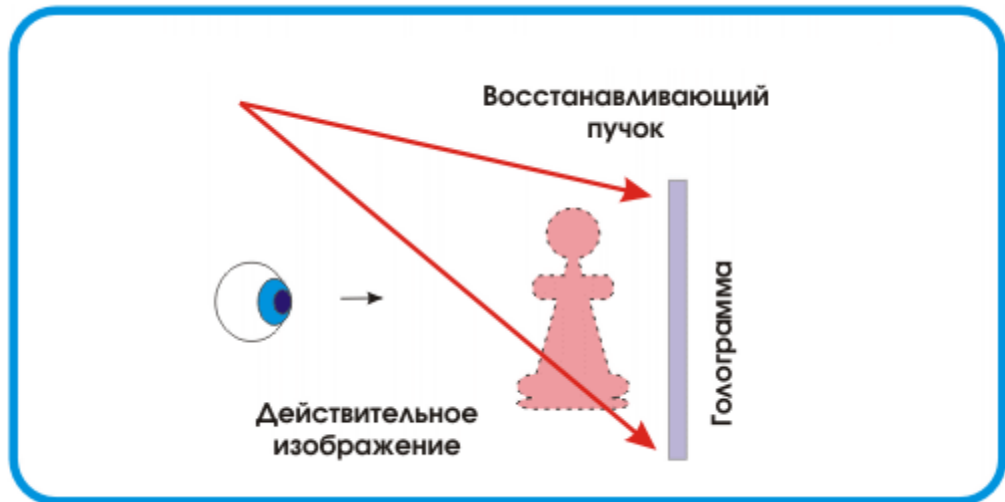 Восстанавливающий
пучок
Голограмма
Действительное
изображение